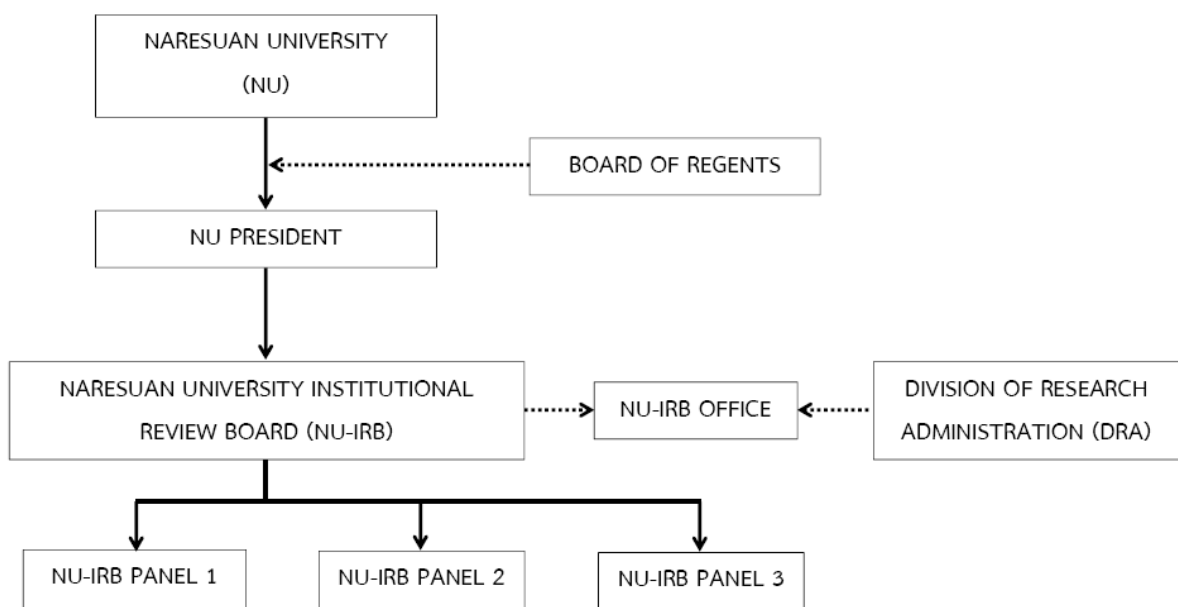 NARESUAN UNIVERSITY
(NU)
BOARD OF REGENTS
NU PRESIDENT
NARESUAN UNIVERSITY INSTITUTIONAL
REVIEW BOARD (NU-IRB)
NU-IRB OFFICE
DIVISION OF RESEARCH
ADMINISTRATION (DRA)
NU-IRB PANEL 1
NU-IRB PANEL 2
NU-IRB PANEL 3